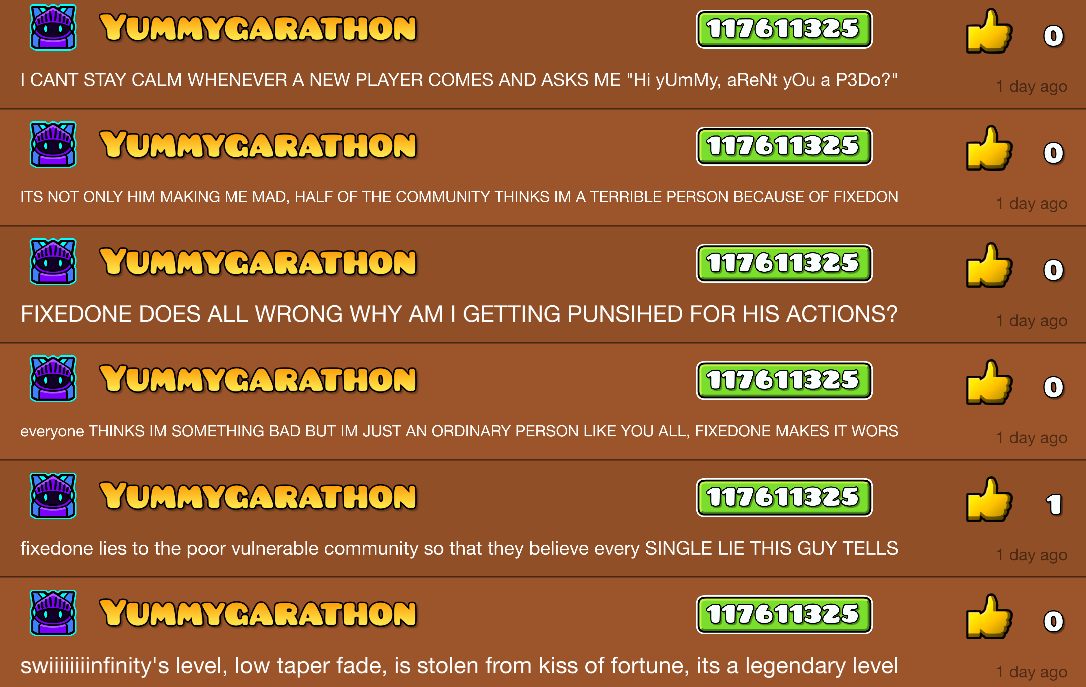 YUMMYGARATHON 117611325 0
I CANT STAY CALM WHENEVER A NEW PLAYER COMES AND ASKS ME "Hi yUmMy, aReNt yOu a P3Do?" 1 day ago
YUMMYGARATHON 117611325 0
ITS NOT ONLY HIM MAKING ME MAD, HALF OF THE COMMUNITY THINKS IM A TERRIBLE PERSON BECAUSE OF FIXEDON 1 day ago
YUMMYGARATHON 117611325 0
FIXEDONE DOES ALL WRONG WHY AM I GETTING PUNSIHED FOR HIS ACTIONS? 1 day ago
YUMMYGARATHON 117611325 0
everyone THINKS IM SOMETHING BAD BUT IM JUST AN ORDINARY PERSON LIKE YOU ALL, FIXEDONE MAKES IT WORS 1 day ago
YUMMYGARATHON 117611325 1
fixedone lies to the poor vulnerable community so that they believe every SINGLE LIE THIS GUY TELLS 1 day ago
YUMMYGARATHON 117611325 0
swiiiiiiiinfinity's level, low taper fade, is stolen from kiss of fortune, its a legendary level 1 day ago